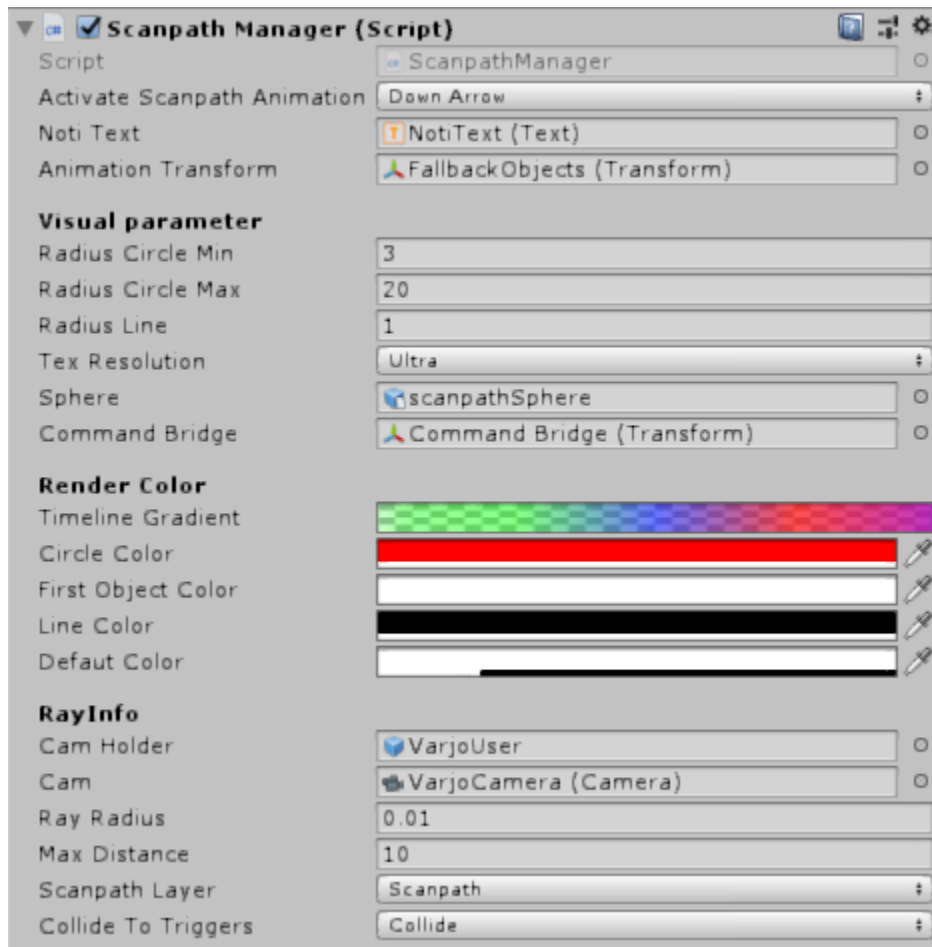 Scanpath Manager (Script)
Script ScanpathManager
Activate Scanpath Animation Down Arrow
Noti Text NotiText (Text)
Animation Transform FallbackObjects (Transform)
Visual parameter
Radius Circle Min 3
Radius Circle Max 20
Radius Line 1
Tex Resolution Ultra
Sphere scanpathSphere
Command Bridge Command Bridge (Transform)
Render Color
Timeline Gradient
Circle Color
First Object Color
Line Color
Defaut Color
RayInfo
Cam Holder VarjoUser
Cam VarjoCamera (Camera)
Ray Radius 0.01
Max Distance 10
Scanpath Layer Scanpath
Collide To Triggers Collide